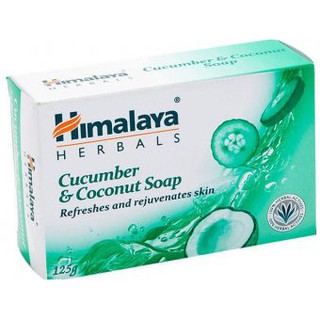 Cucumber & Coconut Soap
Himalaya®
HERBALS
Cucumber
& Coconut Soap
Refreshes and rejuvenates skin
125g